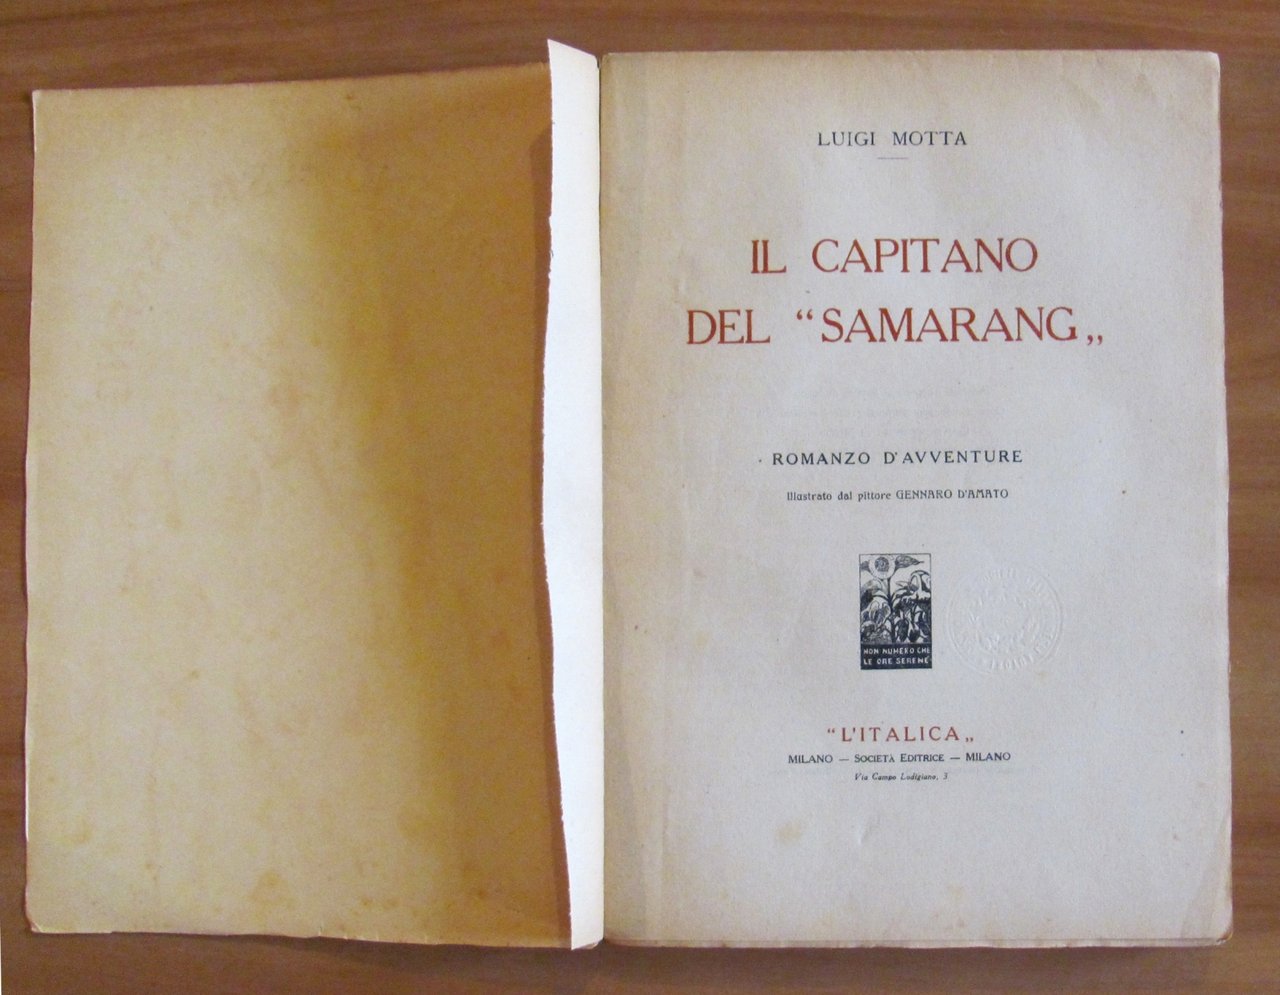 LUIGI MOTTA
IL CAPITANO
DEL “SAMARANG„
ROMANZO D'AVVENTURE
Illustrato dal pittore GENNARO D'AMATO
NON NUMERO CHE
LE ORE SERENE
“L'ITALICA„
MILANO — SOCIETÀ EDITRICE — MILANO
Via Campo Lodigiano, 3